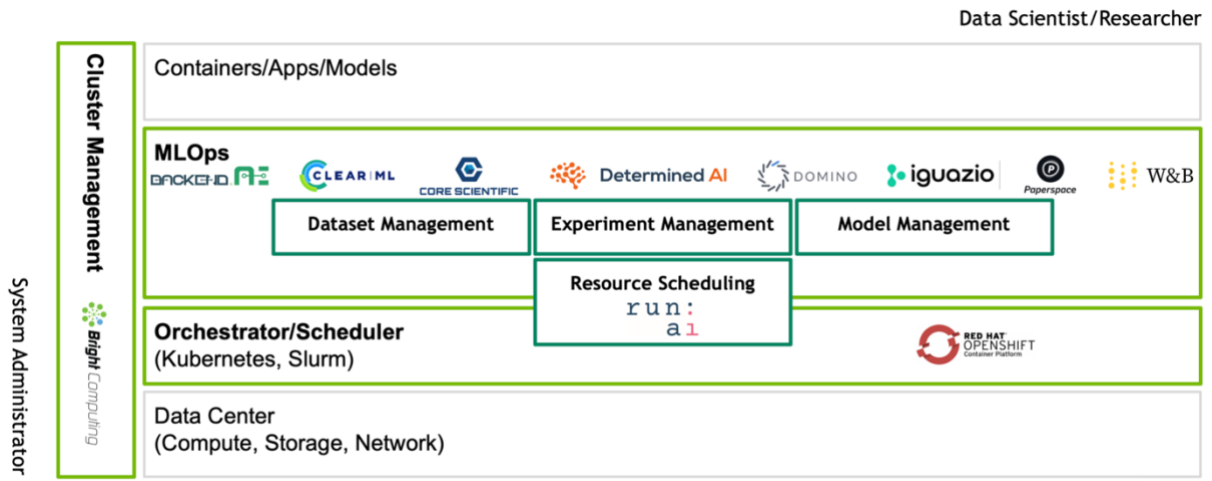 Data Scientist/Researcher
System Administrator
Cluster Management
Bright Computing
Containers/Apps/Models
MLOps
BACKEND.AI
CLEAR|ML
CORE SCIENTIFIC
Determined AI
DOMINO
iguazio
Paperspace
W&B
Dataset Management
Experiment Management
Model Management
Resource Scheduling
run:
ai
Orchestrator/Scheduler
(Kubernetes, Slurm)
RED HAT
OPENSHIFT
Container Platform
Data Center
(Compute, Storage, Network)